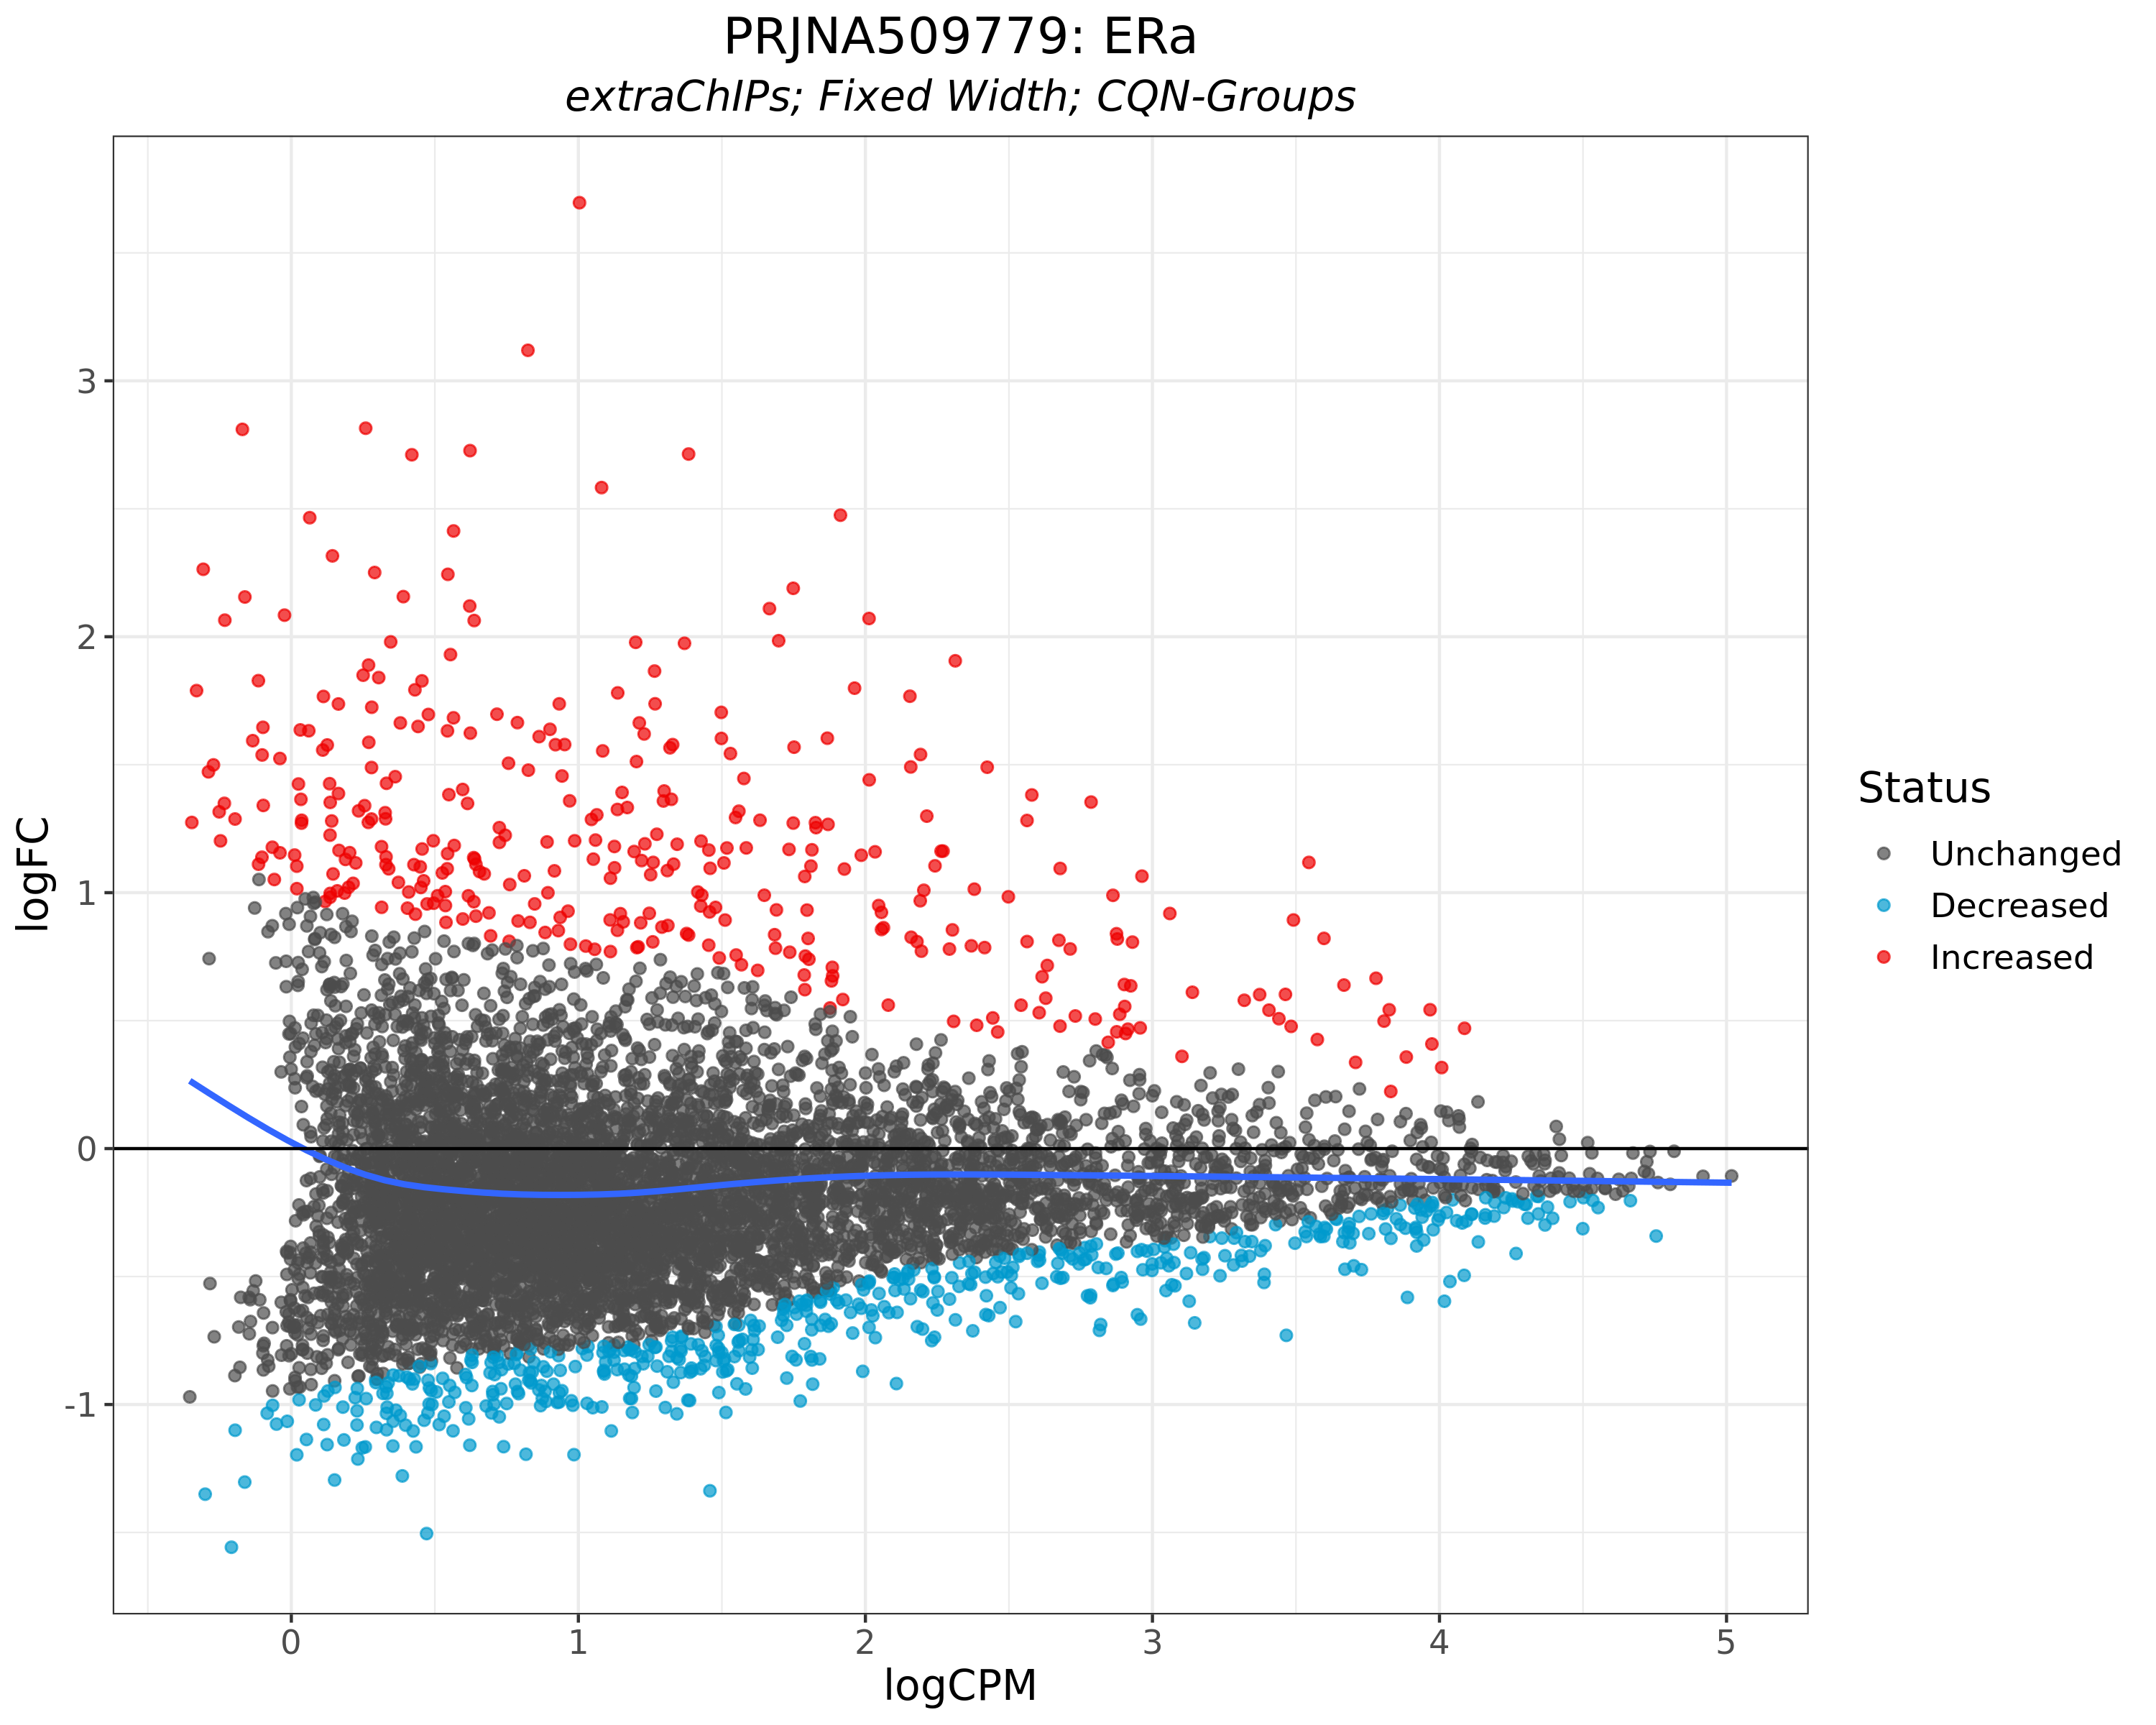 PRJNA509779: ERa
extraChIPs; Fixed Width; CQN-Groups
logFC
3
2
1
0
-1
0 1 2 3 4 5
logCPM
Status
Unchanged
Decreased
Increased